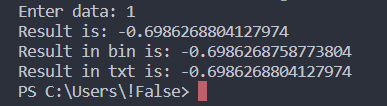 Enter data: 1
Result is: -0.6986268804127974
Result in bin is: -0.6986268758773804
Result in txt is: -0.6986268804127974
PS C:\Users\!False>